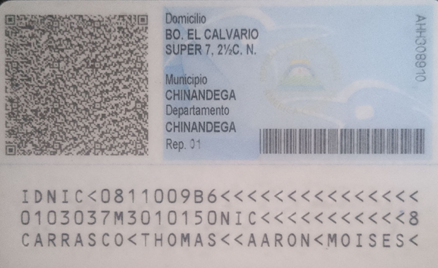 Domicilio
BO. EL CALVARIO
SUPER 7, 2½C. N.
Municipio
CHINANDEGA
Departamento
CHINANDEGA
Rep. 01
AHH308910
IDNIC<0811009B6<<<<<<<<<<<<<<<
0103037M3010150NIC<<<<<<<<<<<8
CARRASCO<THOMAS<<AARON<MOISES<